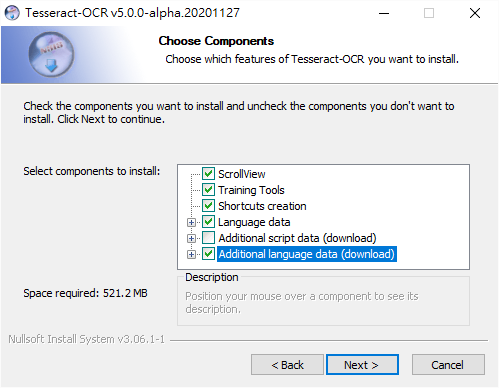 Tesseract-OCR v5.0.0-alpha.20201127
Choose Components
Choose which features of Tesseract-OCR you want to install.
Check the components you want to install and uncheck the components you don't want to
install. Click Next to continue.
Select components to install:
ScrollView
Training Tools
Shortcuts creation
Language data
Additional script data (download)
Additional language data (download)
Space required: 521.2 MB
Description
Position your mouse over a component to see its
description.
Nullsoft Install System v3.06.1-1
< Back
Next >
Cancel